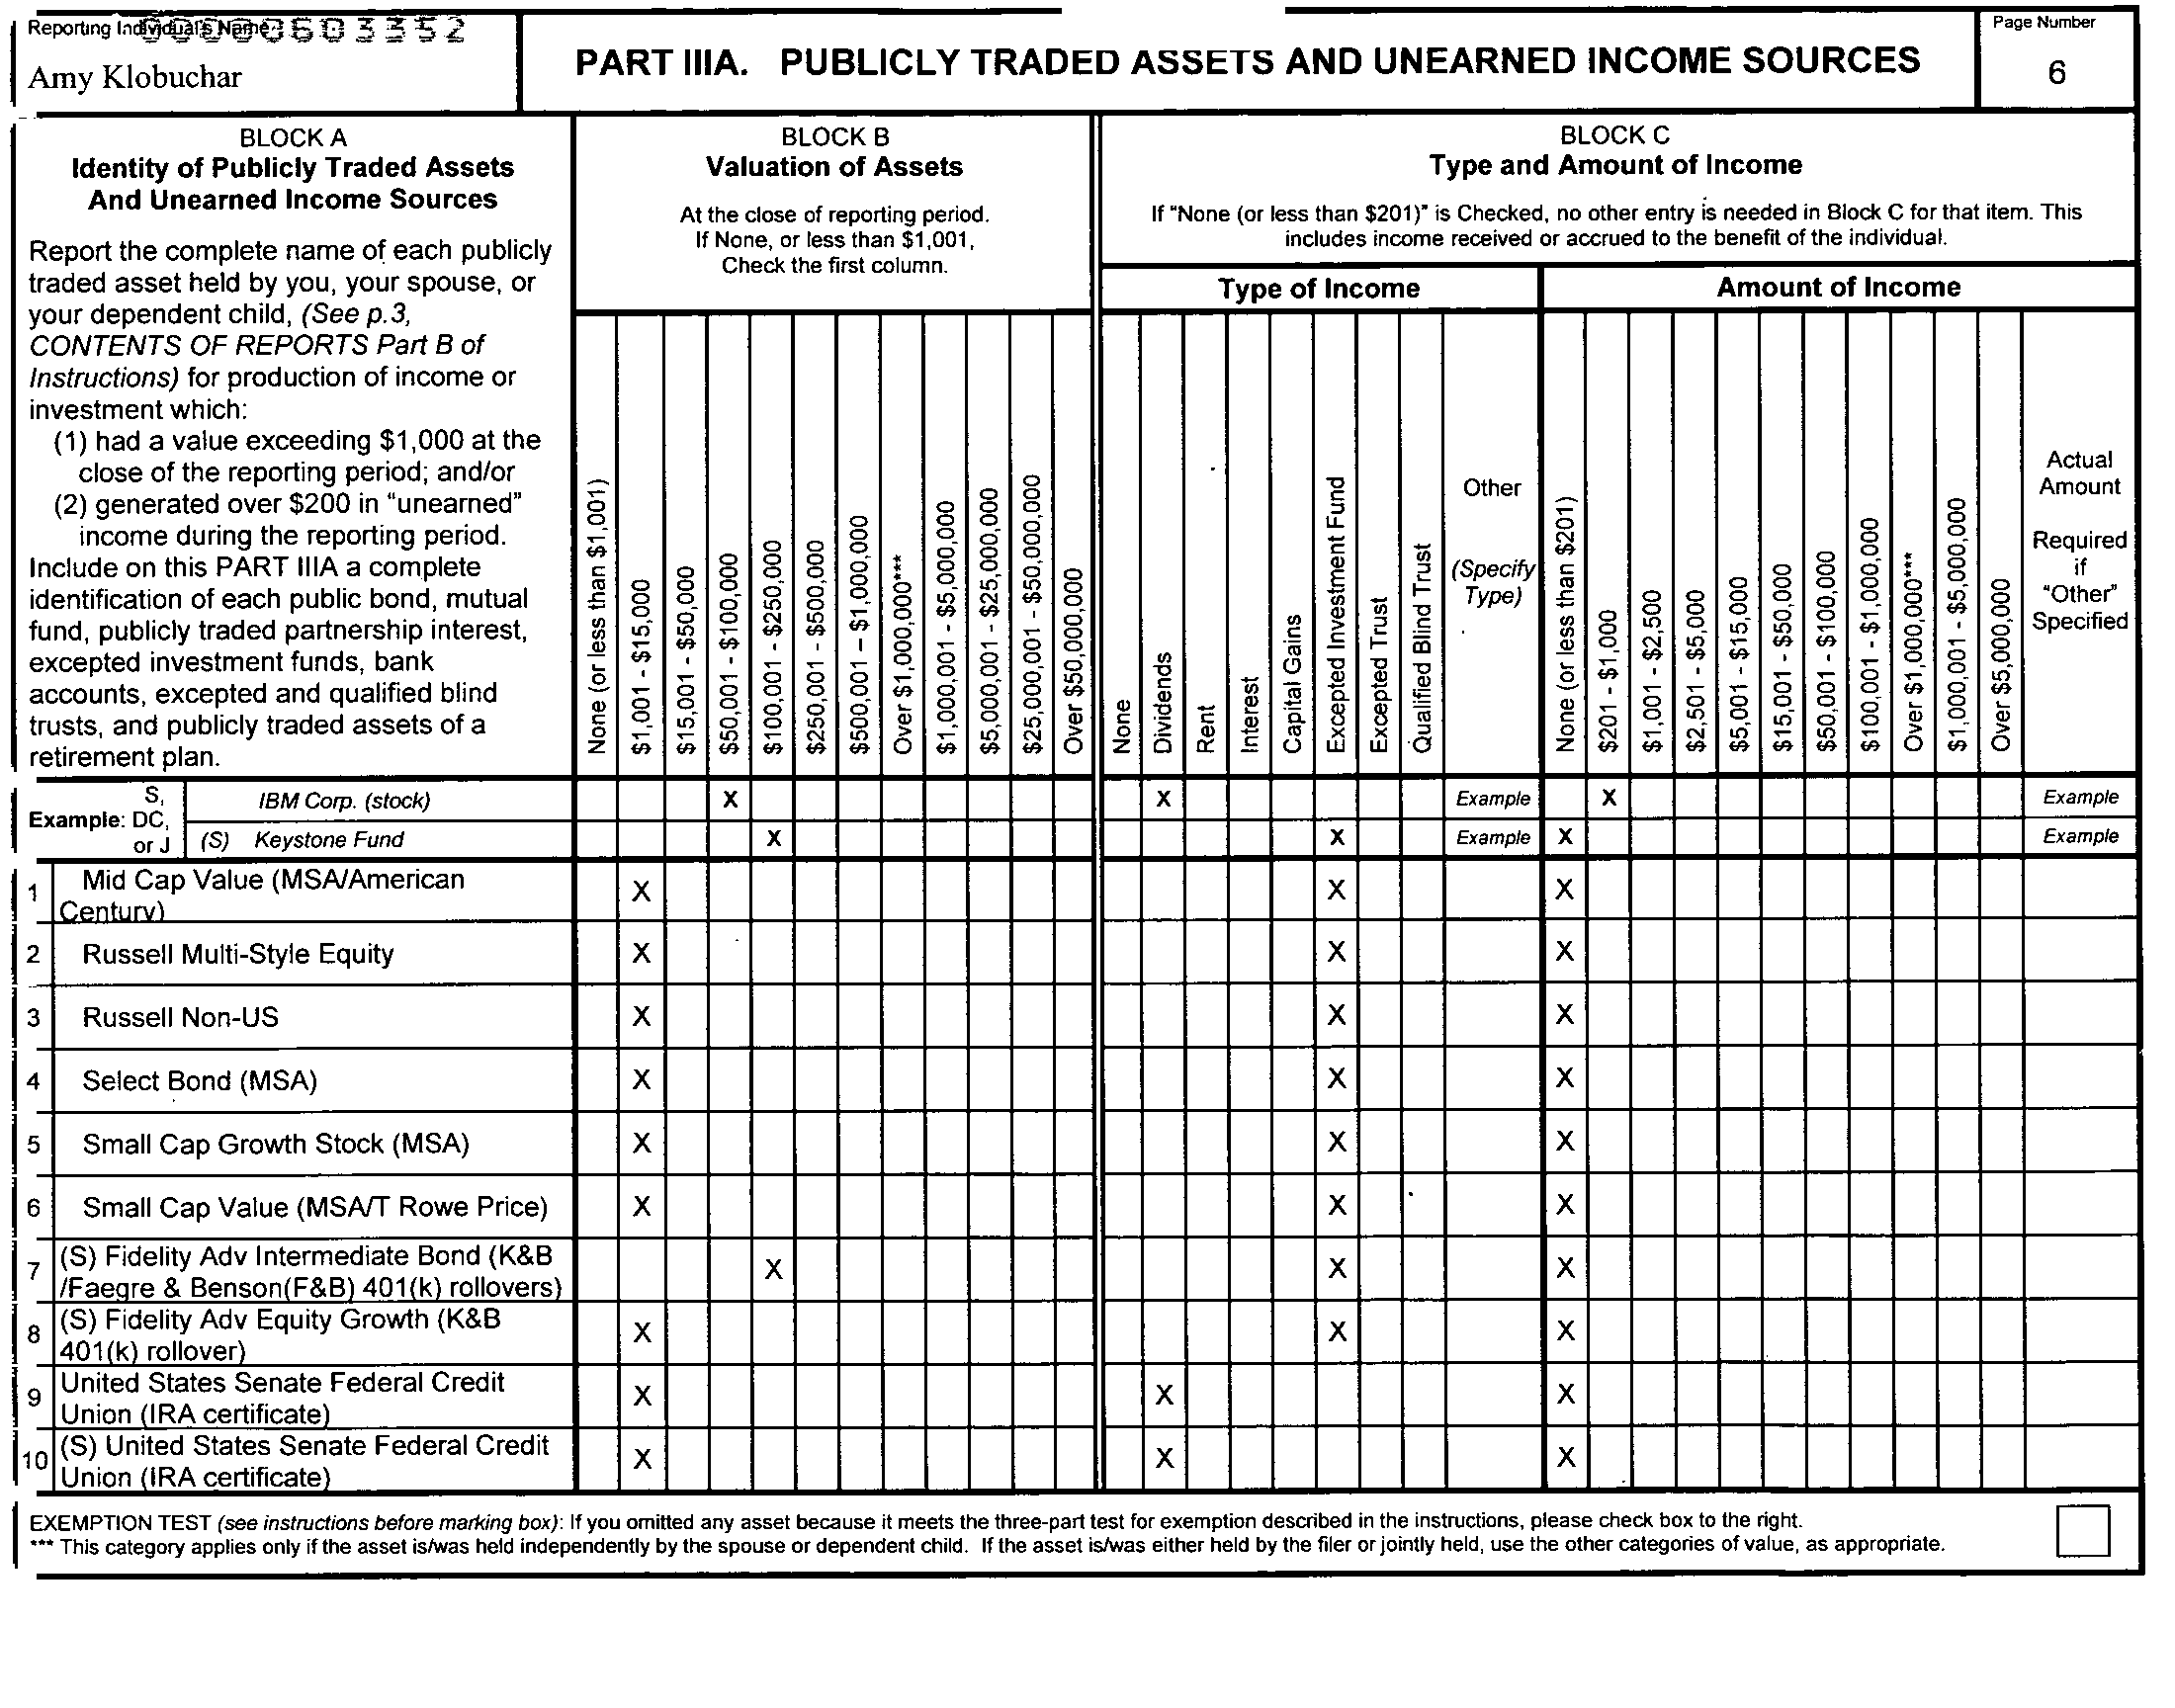 Reporting Individual's Name
Amy Klobuchar
PART IIIA. PUBLICLY TRADED ASSETS AND UNEARNED INCOME SOURCES
Page Number
6
BLOCK A
Identity of Publicly Traded Assets
And Unearned Income Sources
Report the complete name of each publicly
traded asset held by you, your spouse, or
your dependent child, (See p.3,
CONTENTS OF REPORTS Part B of
Instructions) for production of income or
investment which:
(1) had a value exceeding $1,000 at the
close of the reporting period; and/or
(2) generated over $200 in "unearned"
income during the reporting period.
Include on this PART IIIA a complete
identification of each public bond, mutual
fund, publicly traded partnership interest,
excepted investment funds, bank
accounts, excepted and qualified blind
trusts, and publicly traded assets of a
retirement plan.
BLOCK B
Valuation of Assets
At the close of reporting period.
If None, or less than $1,001,
Check the first column.
None (or less than $1,001)
$1,001 - $15,000
$15,001 - $50,000
$50,001 - $100,000
$100,001 - $250,000
$250,001 - $500,000
$500,001 – $1,000,000
Over $1,000,000***
$1,000,001 - $5,000,000
$5,000,001 - $25,000,000
$25,000,001 - $50,000,000
Over $50,000,000
BLOCK C
Type and Amount of Income
If "None (or less than $201)" is Checked, no other entry is needed in Block C for that item. This
includes income received or accrued to the benefit of the individual.
Type of Income
None
Dividends
Rent
Interest
Capital Gains
Excepted Investment Fund
Excepted Trust
Qualified Blind Trust
Other
(Specify
Type)
Amount of Income
None (or less than $201)
$201 - $1,000
$1,001 - $2,500
$2,501 - $5,000
$5,001 - $15,000
$15,001 - $50,000
$50,001 - $100,000
$100,001 - $1,000,000
Over $1,000,000***
$1,000,001 - $5,000,000
Over $5,000,000
Actual
Amount
Required
if
"Other"
Specified
Example: S, DC, or J
IBM Corp. (stock) X X Example X Example
(S) Keystone Fund X X Example X Example
1 Mid Cap Value (MSA/American
Century) X X X
2 Russell Multi-Style Equity X X X
3 Russell Non-US X X X
4 Select Bond (MSA) X X X
5 Small Cap Growth Stock (MSA) X X X
6 Small Cap Value (MSA/T Rowe Price) X X X
7 (S) Fidelity Adv Intermediate Bond (K&B
/Faegre & Benson(F&B) 401(k) rollovers) X X X
8 (S) Fidelity Adv Equity Growth (K&B
401(k) rollover) X X X
9 United States Senate Federal Credit
Union (IRA certificate) X X X
10 (S) United States Senate Federal Credit
Union (IRA certificate) X X X
EXEMPTION TEST (see instructions before marking box): If you omitted any asset because it meets the three-part test for exemption described in the instructions, please check box to the right.
*** This category applies only if the asset is/was held independently by the spouse or dependent child. If the asset is/was either held by the filer or jointly held, use the other categories of value, as appropriate.